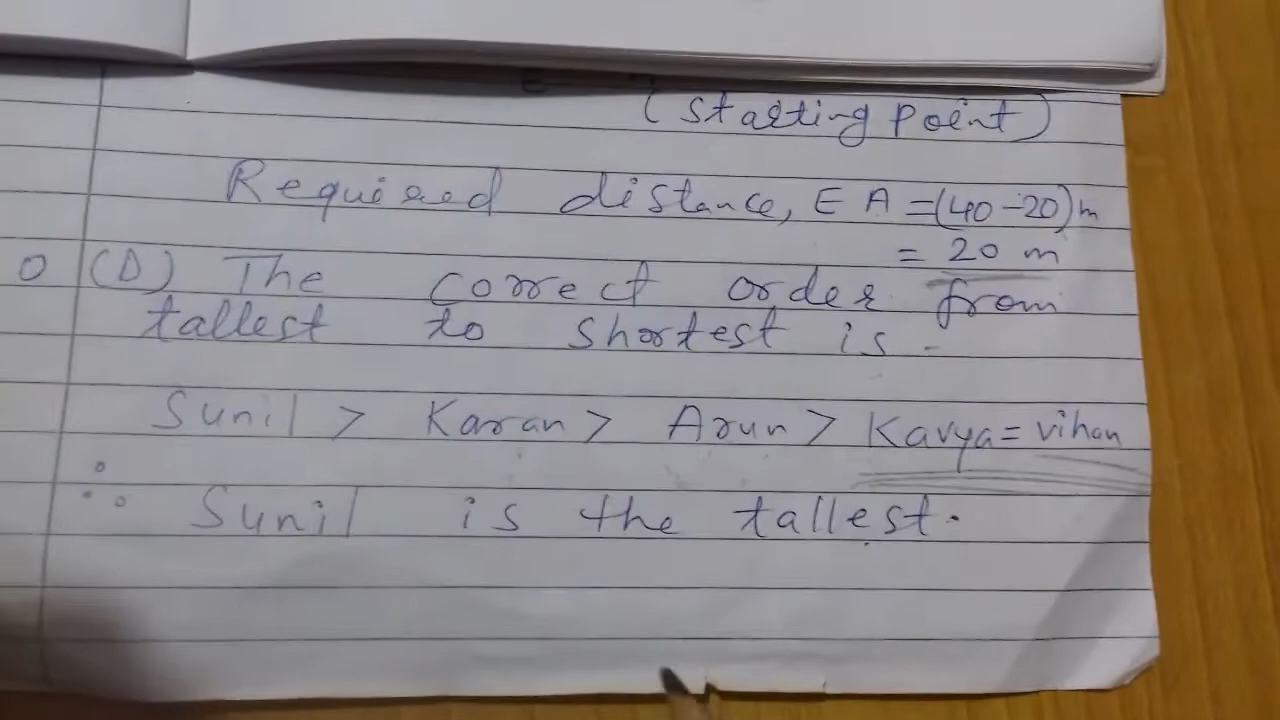 (Starting point)
Required distance, EA =(40-20)m
= 20 m
0 (D) The correct order from
tallest to shortest is -
Sunil > Karan > Arun > Kavya = vihan
∴ Sunil is the tallest.